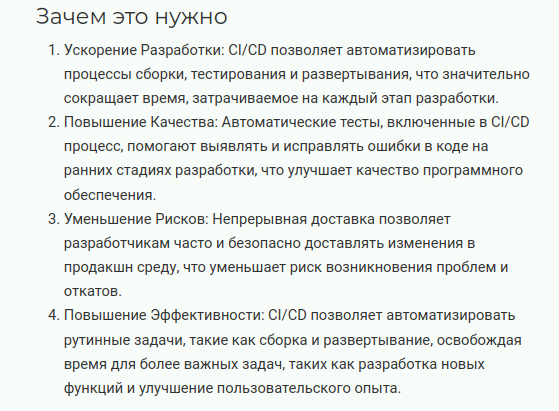 Зачем это нужно
1. Ускорение Разработки: CI/CD позволяет автоматизировать
процессы сборки, тестирования и развертывания, что значительно
сокращает время, затрачиваемое на каждый этап разработки.
2. Повышение Качества: Автоматические тесты, включенные в CI/CD
процесс, помогают выявлять и исправлять ошибки в коде на
ранних стадиях разработки, что улучшает качество программного
обеспечения.
3. Уменьшение Рисков: Непрерывная доставка позволяет
разработчикам часто и безопасно доставлять изменения в
продакшн среду, что уменьшает риск возникновения проблем и
откатов.
4. Повышение Эффективности: CI/CD позволяет автоматизировать
рутинные задачи, такие как сборка и развертывание, освобождая
время для более важных задач, таких как разработка новых
функций и улучшение пользовательского опыта.